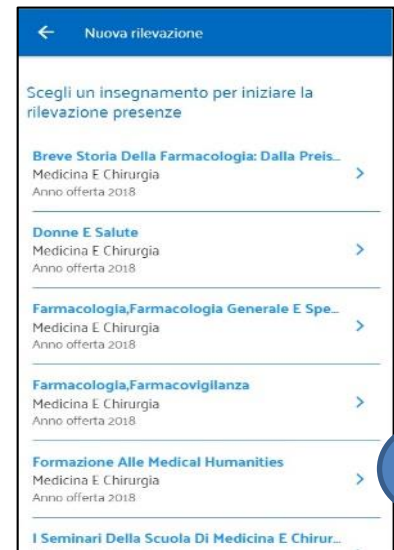 Nuova rilevazione
Scegli un insegnamento per iniziare la
rilevazione presenze
Breve Storia Della Farmacologia: Dalla Preis...
Medicina E Chirurgia
Anno offerta 2018
Donne E Salute
Medicina E Chirurgia
Anno offerta 2018
Farmacologia,Farmacologia Generale E Spe...
Medicina E Chirurgia
Anno offerta 2018
Farmacologia,Farmacovigilanza
Medicina E Chirurgia
Anno offerta 2018
Formazione Alle Medical Humanities
Medicina E Chirurgia
Anno offerta 2018
I Seminari Della Scuola Di Medicina E Chirur...